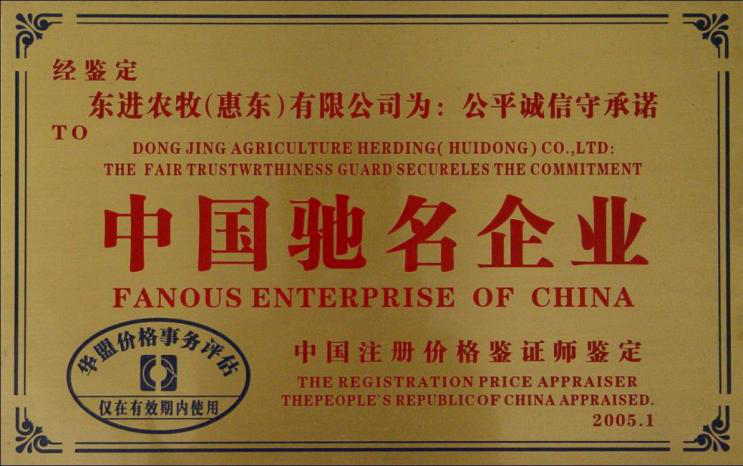 经鉴定
东进农牧(惠东)有限公司为: 公平诚信守承诺
TO
DONG JING AGRICULTURE HERDING( HUIDONG) CO.,LTD:
THE FAIR TRUSTWRTHINESS GUARD SECURELES THE COMMITMENT
中国驰名企业
FANOUS ENTERPRISE OF CHINA
华盟价格事务评估
仅在有效期内使用
中国注册价格鉴证师鉴定
THE REGISTRATION PRICE APPRAISER
THEPEOPLE`S REPUBLICOF CHINA APPRAISED.
2005.1